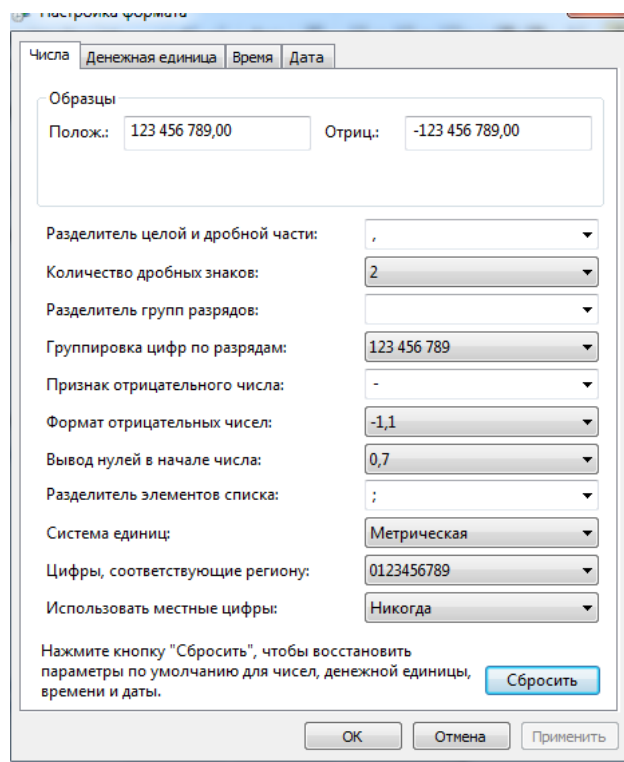 Настройка формата
Числа Денежная единица Время Дата
Образцы
Полож.: 123 456 789,00 Отриц.: -123 456 789,00
Разделитель целой и дробной части: ,
Количество дробных знаков: 2
Разделитель групп разрядов:
Группировка цифр по разрядам: 123 456 789
Признак отрицательного числа: -
Формат отрицательных чисел: -1,1
Вывод нулей в начале числа: 0,7
Разделитель элементов списка: ;
Система единиц: Метрическая
Цифры, соответствующие региону: 0123456789
Использовать местные цифры: Никогда
Нажмите кнопку "Сбросить", чтобы восстановить
параметры по умолчанию для чисел, денежной единицы,
времени и даты.
Сбросить
ОК Отмена Применить